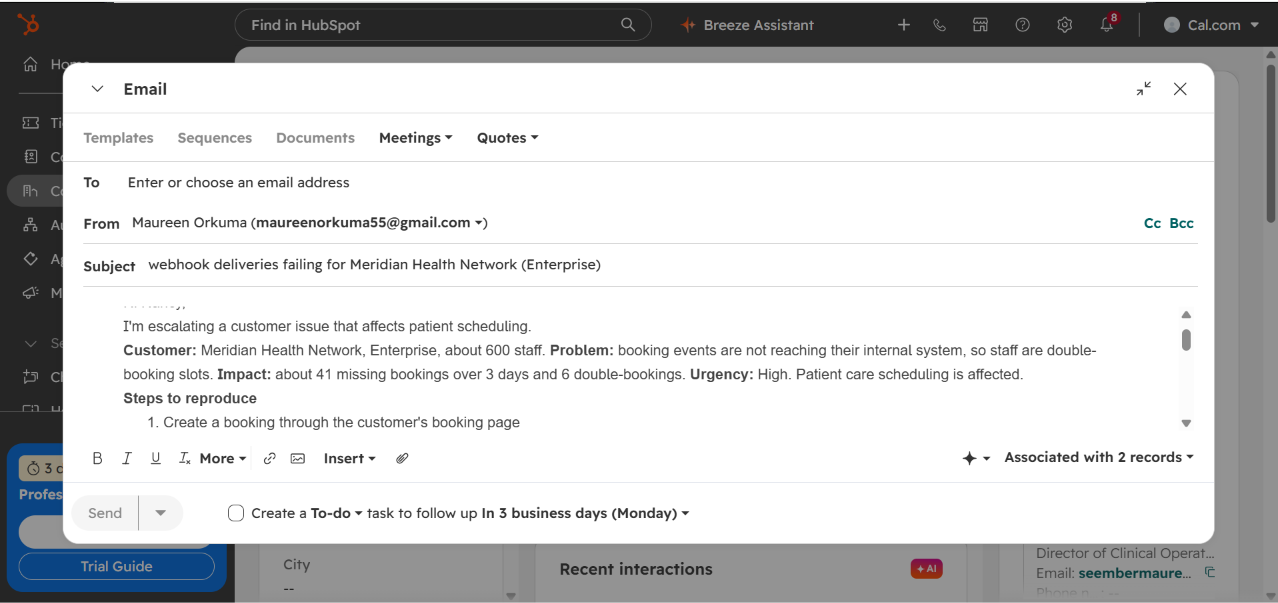 Find in HubSpot
Breeze Assistant
8
Cal.com
Email
Templates Sequences Documents Meetings Quotes
To Enter or choose an email address
From Maureen Orkuma (maureenorkuma55@gmail.com)
Cc Bcc
Subject webhook deliveries failing for Meridian Health Network (Enterprise)
I'm escalating a customer issue that affects patient scheduling.
Customer: Meridian Health Network, Enterprise, about 600 staff. Problem: booking events are not reaching their internal system, so staff are double-
booking slots. Impact: about 41 missing bookings over 3 days and 6 double-bookings. Urgency: High. Patient care scheduling is affected.
Steps to reproduce
1. Create a booking through the customer's booking page
B I U Tx More Insert
Associated with 2 records
Send
Create a To-do task to follow up In 3 business days (Monday)
Trial Guide
City
--
Recent interactions
AI
Director of Clinical Operat...
Email: seembermaure...